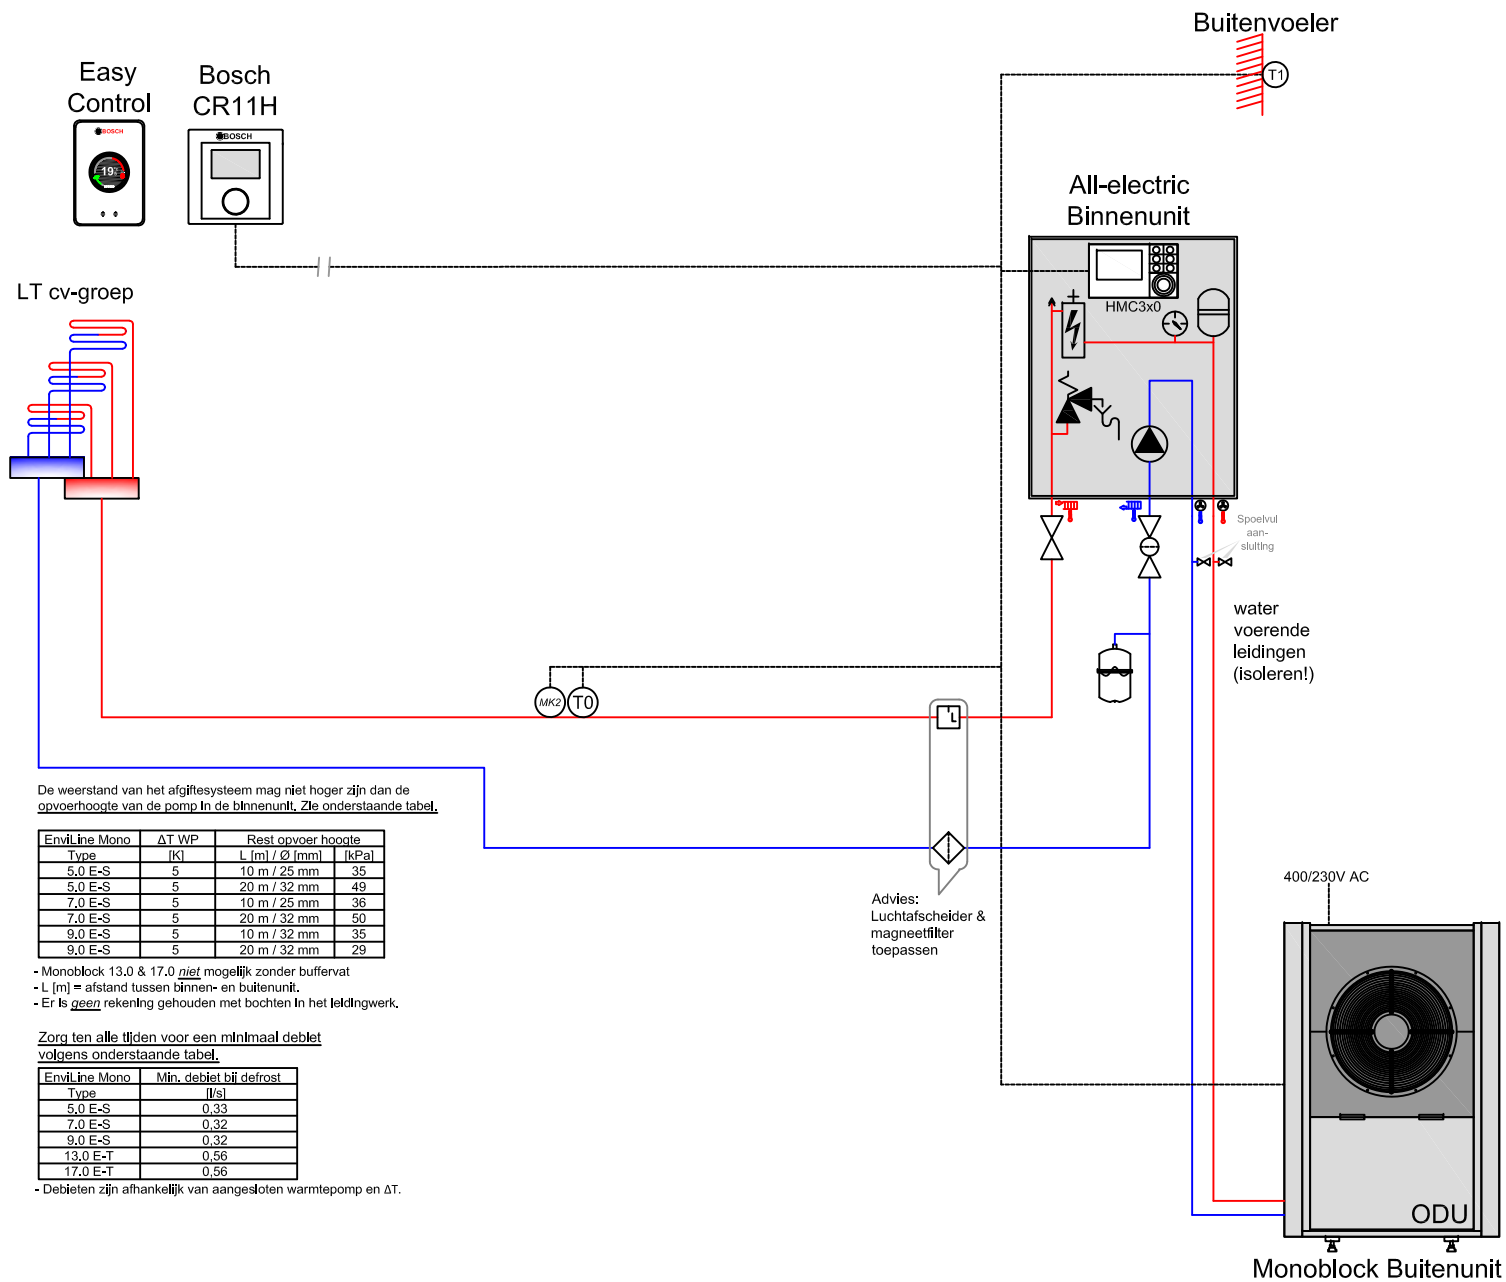 Buitenvoeler
T1
Easy
Control
Bosch
CR11H
BOSCH
BOSCH
19
All-electric
Binnenunit
HMC3x0
LT cv-groep
Spoelvul
aan-
sluiting
water
voerende
leidingen
(isoleren!)
MK2
T0
L
De weerstand van het afgiftesysteem mag niet hoger zijn dan de
opvoerhoogte van de pomp in de binnenunit. Zie onderstaande tabel.
EnviLine Mono ΔT WP Rest opvoer hoogte
Type [K] L [m] / Ø [mm] [kPa]
5.0 E-S 5 10 m / 25 mm 35
5.0 E-S 5 20 m / 32 mm 49
7.0 E-S 5 10 m / 25 mm 36
7.0 E-S 5 20 m / 32 mm 50
9.0 E-S 5 10 m / 32 mm 35
9.0 E-S 5 20 m / 32 mm 29
- Monoblock 13.0 & 17.0 niet mogelijk zonder buffervat
- L [m] = afstand tussen binnen- en buitenunit.
- Er is geen rekening gehouden met bochten in het leidingwerk.
Advies:
Luchtafscheider &
magneetfilter
toepassen
400/230V AC
Zorg ten alle tijden voor een minimaal debiet
volgens onderstaande tabel.
EnviLine Mono Min. debiet bij defrost
Type [l/s]
5.0 E-S 0,33
7.0 E-S 0,32
9.0 E-S 0,32
13.0 E-T 0,56
17.0 E-T 0,56
- Debieten zijn afhankelijk van aangesloten warmtepomp en ΔT.
ODU
Monoblock Buitenunit